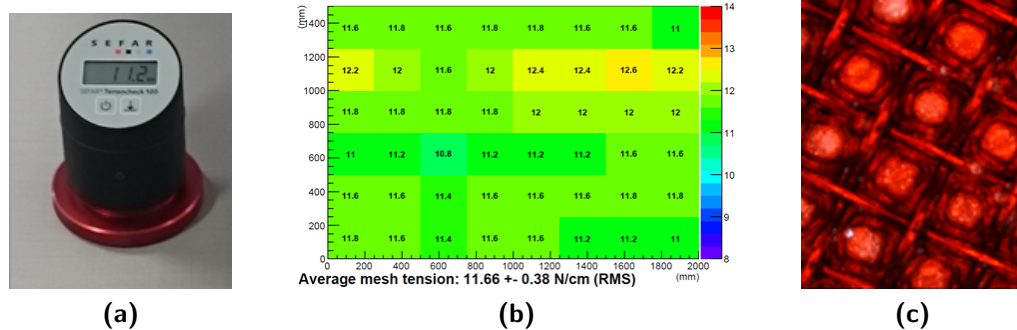 SEFAR
11.2
SEFAR® Tensocheck 100
(mm)
1400
1200
1000
800
600
400
200
0
11.6 11.8 11.6 11.8 11.8 11.6 11.6 11
12.2 12 11.6 12 12.4 12.4 12.6 12.2
11.8 11.8 11.8 11.8 12 12 12 12
11 11.2 10.8 11.2 11.2 11.2 11.6 11.6
11.6 11.6 11.4 11.6 11.6 11.6 11.8 11.8
11.8 11.6 11.4 11.6 11.6 11.2 11.2 11
0 200 400 600 800 1000 1200 1400 1600 1800 2000
(mm)
14
13
12
11
10
9
8
Average mesh tension: 11.66 +- 0.38 N/cm (RMS)
(a) (b) (c)